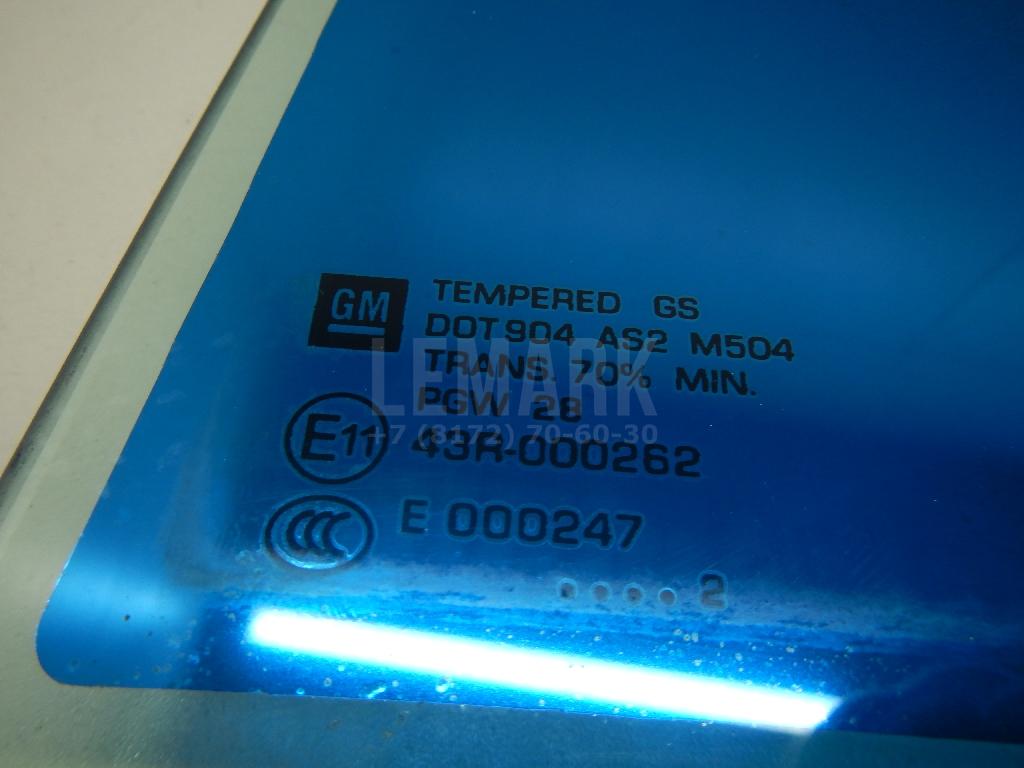 GM
TEMPERED GS
DOT904 AS2 M504
TRANS. 70% MIN.
PGW 28
E11 43R-000262
CCC E 000247
.... 2
LEMARK
+7 (8172) 70-60-30